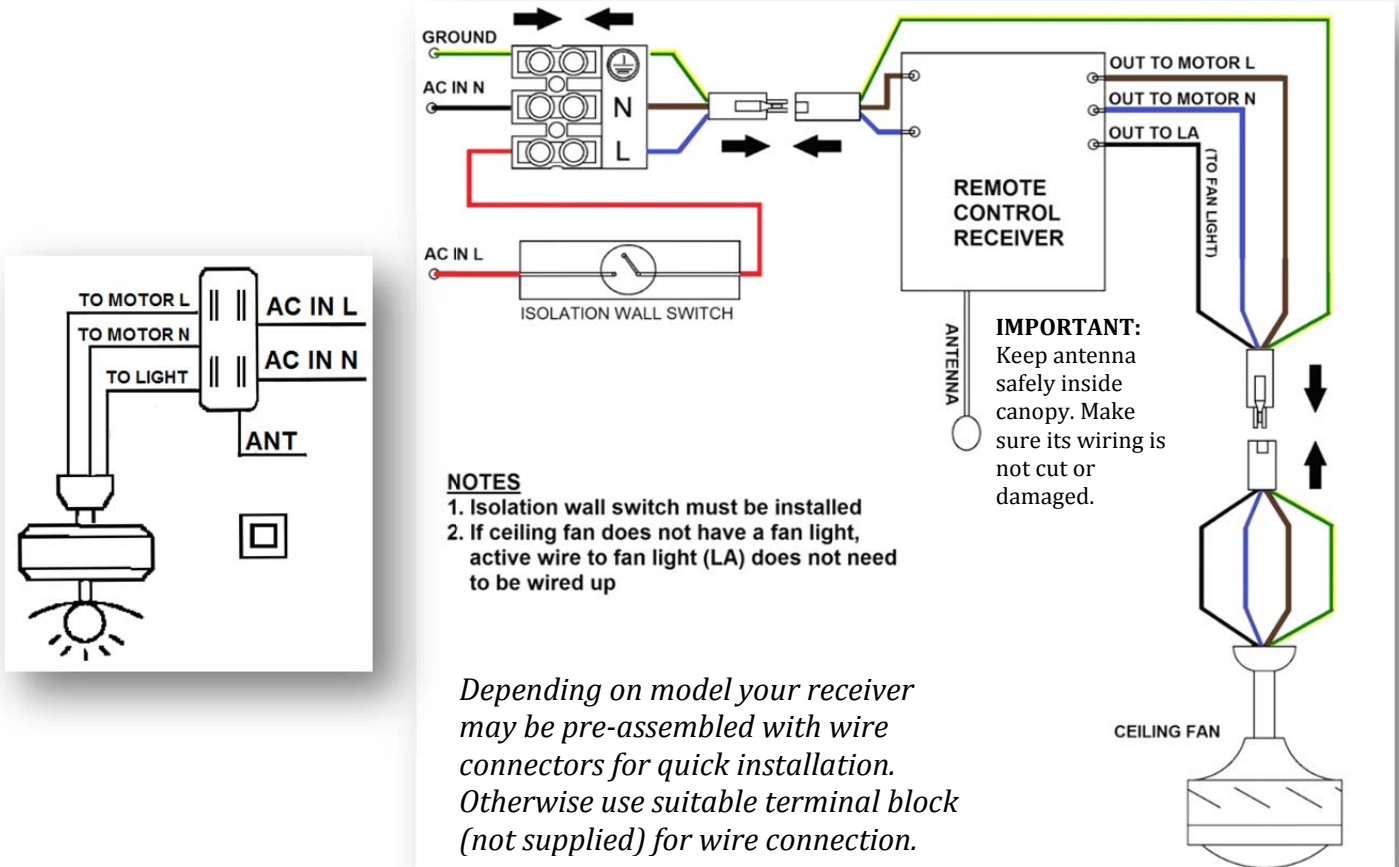 TO MOTOR L
TO MOTOR N
TO LIGHT
AC IN L
AC IN N
ANT
GROUND
AC IN N
N
L
AC IN L
ISOLATION WALL SWITCH
OUT TO MOTOR L
OUT TO MOTOR N
OUT TO LA
(TO FAN LIGHT)
REMOTE
CONTROL
RECEIVER
ANTENNA
IMPORTANT:
Keep antenna
safely inside
canopy. Make
sure its wiring is
not cut or
damaged.
NOTES
1. Isolation wall switch must be installed
2. If ceiling fan does not have a fan light,
active wire to fan light (LA) does not need
to be wired up
Depending on model your receiver
may be pre-assembled with wire
connectors for quick installation.
Otherwise use suitable terminal block
(not supplied) for wire connection.
CEILING FAN